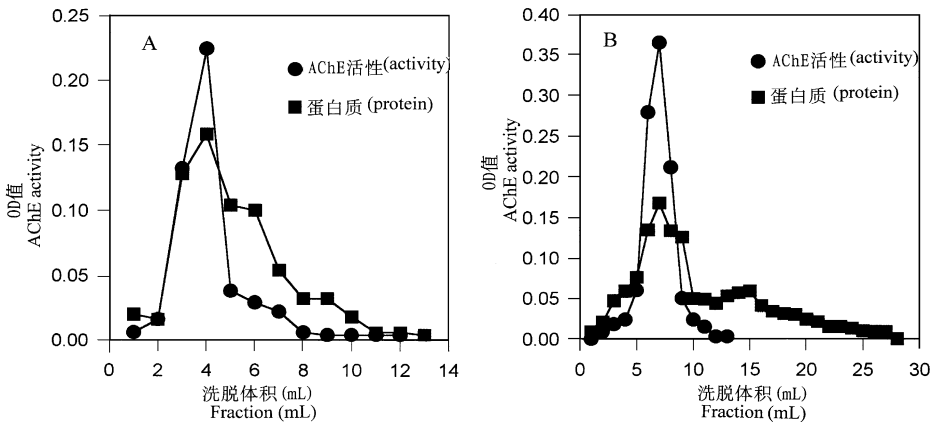 A
AChE活性(activity)
蛋白质(protein)
0.25
0.20
0.15
0.10
0.05
0.00
0D值
AChE activity
0 2 4 6 8 10 12 14
洗脱体积(mL)
Fraction (mL)
B
AChE活性(activity)
蛋白质(protein)
0.40
0.35
0.30
0.25
0.20
0.15
0.10
0.05
0.00
0D值
AChE activity
0 5 10 15 20 25 30
洗脱体积(mL)
Fraction (mL)